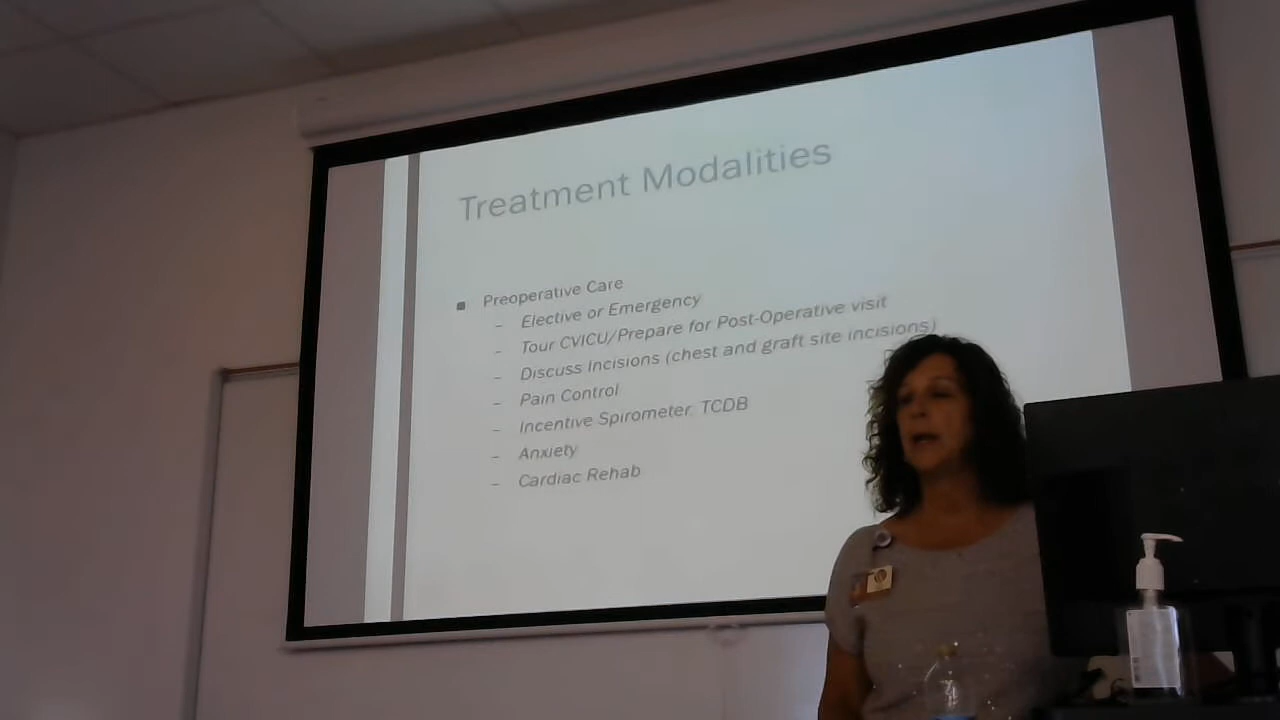 Treatment Modalities
■ Preoperative Care
– Elective or Emergency
– Tour CVICU/Prepare for Post-Operative visit
– Discuss Incisions (chest and graft site incisions)
– Pain Control
– Incentive Spirometer, TCDB
– Anxiety
– Cardiac Rehab